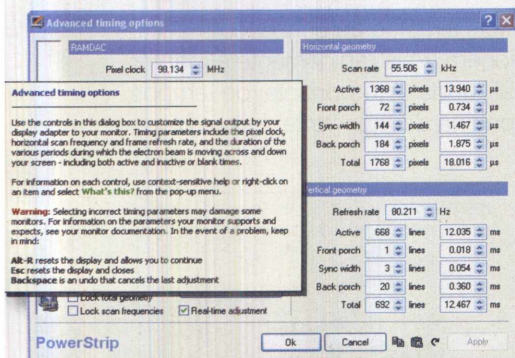 Advanced timing options
RAMDAC
Pixel clock 98.134 MHz
Advanced timing options
Use the controls in this dialog box to customize the signal output by your
display adapter to your monitor. Timing parameters include the pixel clock,
horizontal scan frequency and frame refresh rate, and the duration of the
various periods during which the electron beam is moving across and down
your screen - including both active and inactive or blank times.
For information on each control, use context-sensitive help or right-click on
an item and select What's this? from the pop-up menu.
Warning: Selecting incorrect timing parameters may damage some
monitors. For information on the parameters your monitor supports and
expects, see your monitor documentation. In the event of a problem, keep
in mind:
Alt-R resets the display and allows you to continue
Esc resets the display and closes
Backspace is an undo that cancels the last adjustment
Lock total geometry
Lock scan frequencies Real-time adjustment
Horizontal geometry
Scan rate 55.506 kHz
Active 1368 pixels 13.940 µs
Front porch 72 pixels 0.734 µs
Sync width 144 pixels 1.467 µs
Back porch 184 pixels 1.875 µs
Total 1768 pixels 18.016 µs
Vertical geometry
Refresh rate 80.211 Hz
Active 668 lines 12.035 ms
Front porch 1 lines 0.018 ms
Sync width 3 lines 0.054 ms
Back porch 20 lines 0.360 ms
Total 692 lines 12.467 ms
PowerStrip
Ok Cancel Apply